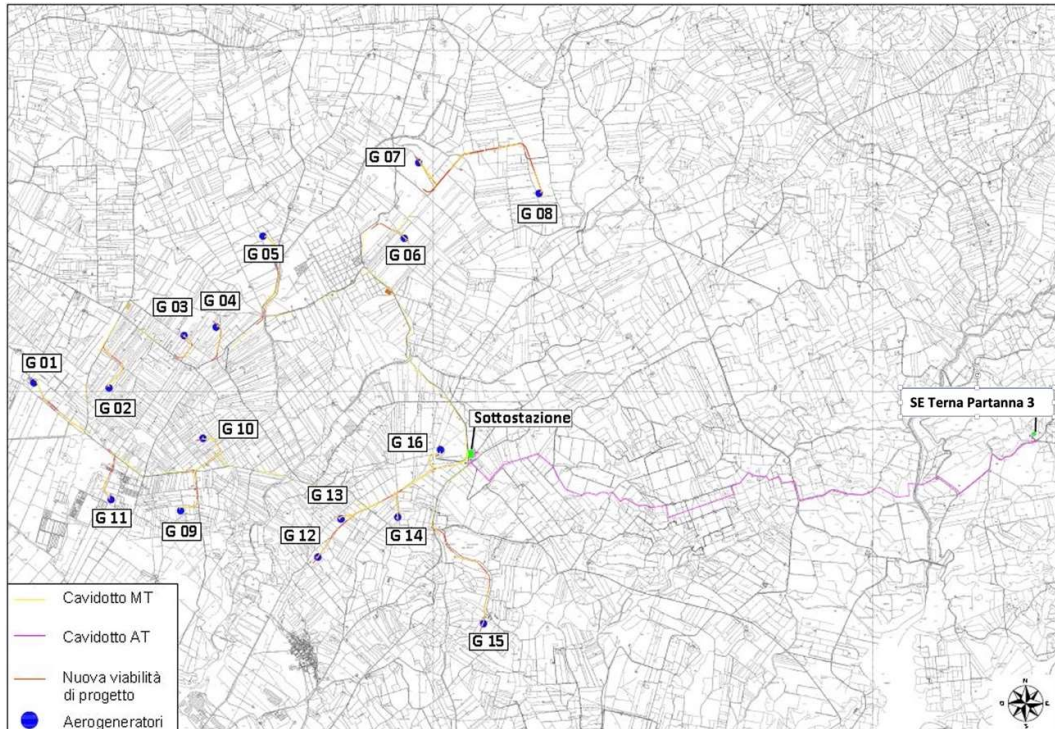 G 07
G 08
G 06
G 05
G 03
G 04
G 01
G 02
SE Terna Partanna 3
Sottostazione
G 10
G 16
G 13
G 11
G 09
G 12
G 14
G 15
Cavidotto MT
Cavidotto AT
Nuova viabilità
di progetto
Aerogeneratori
N
O
E
S